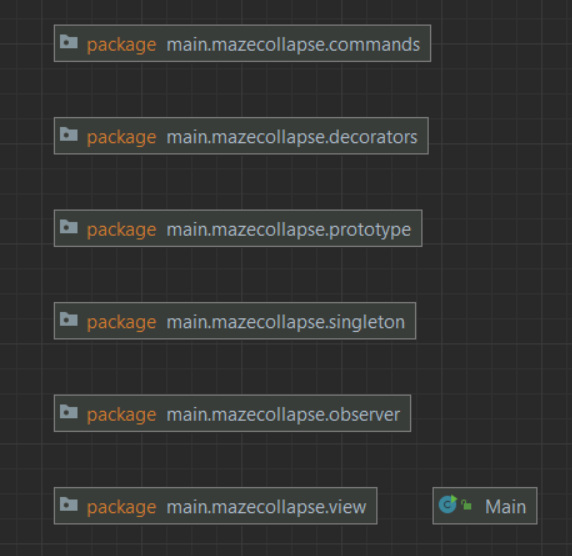 package main.mazecollapse.commands
package main.mazecollapse.decorators
package main.mazecollapse.prototype
package main.mazecollapse.singleton
package main.mazecollapse.observer
package main.mazecollapse.view
Main